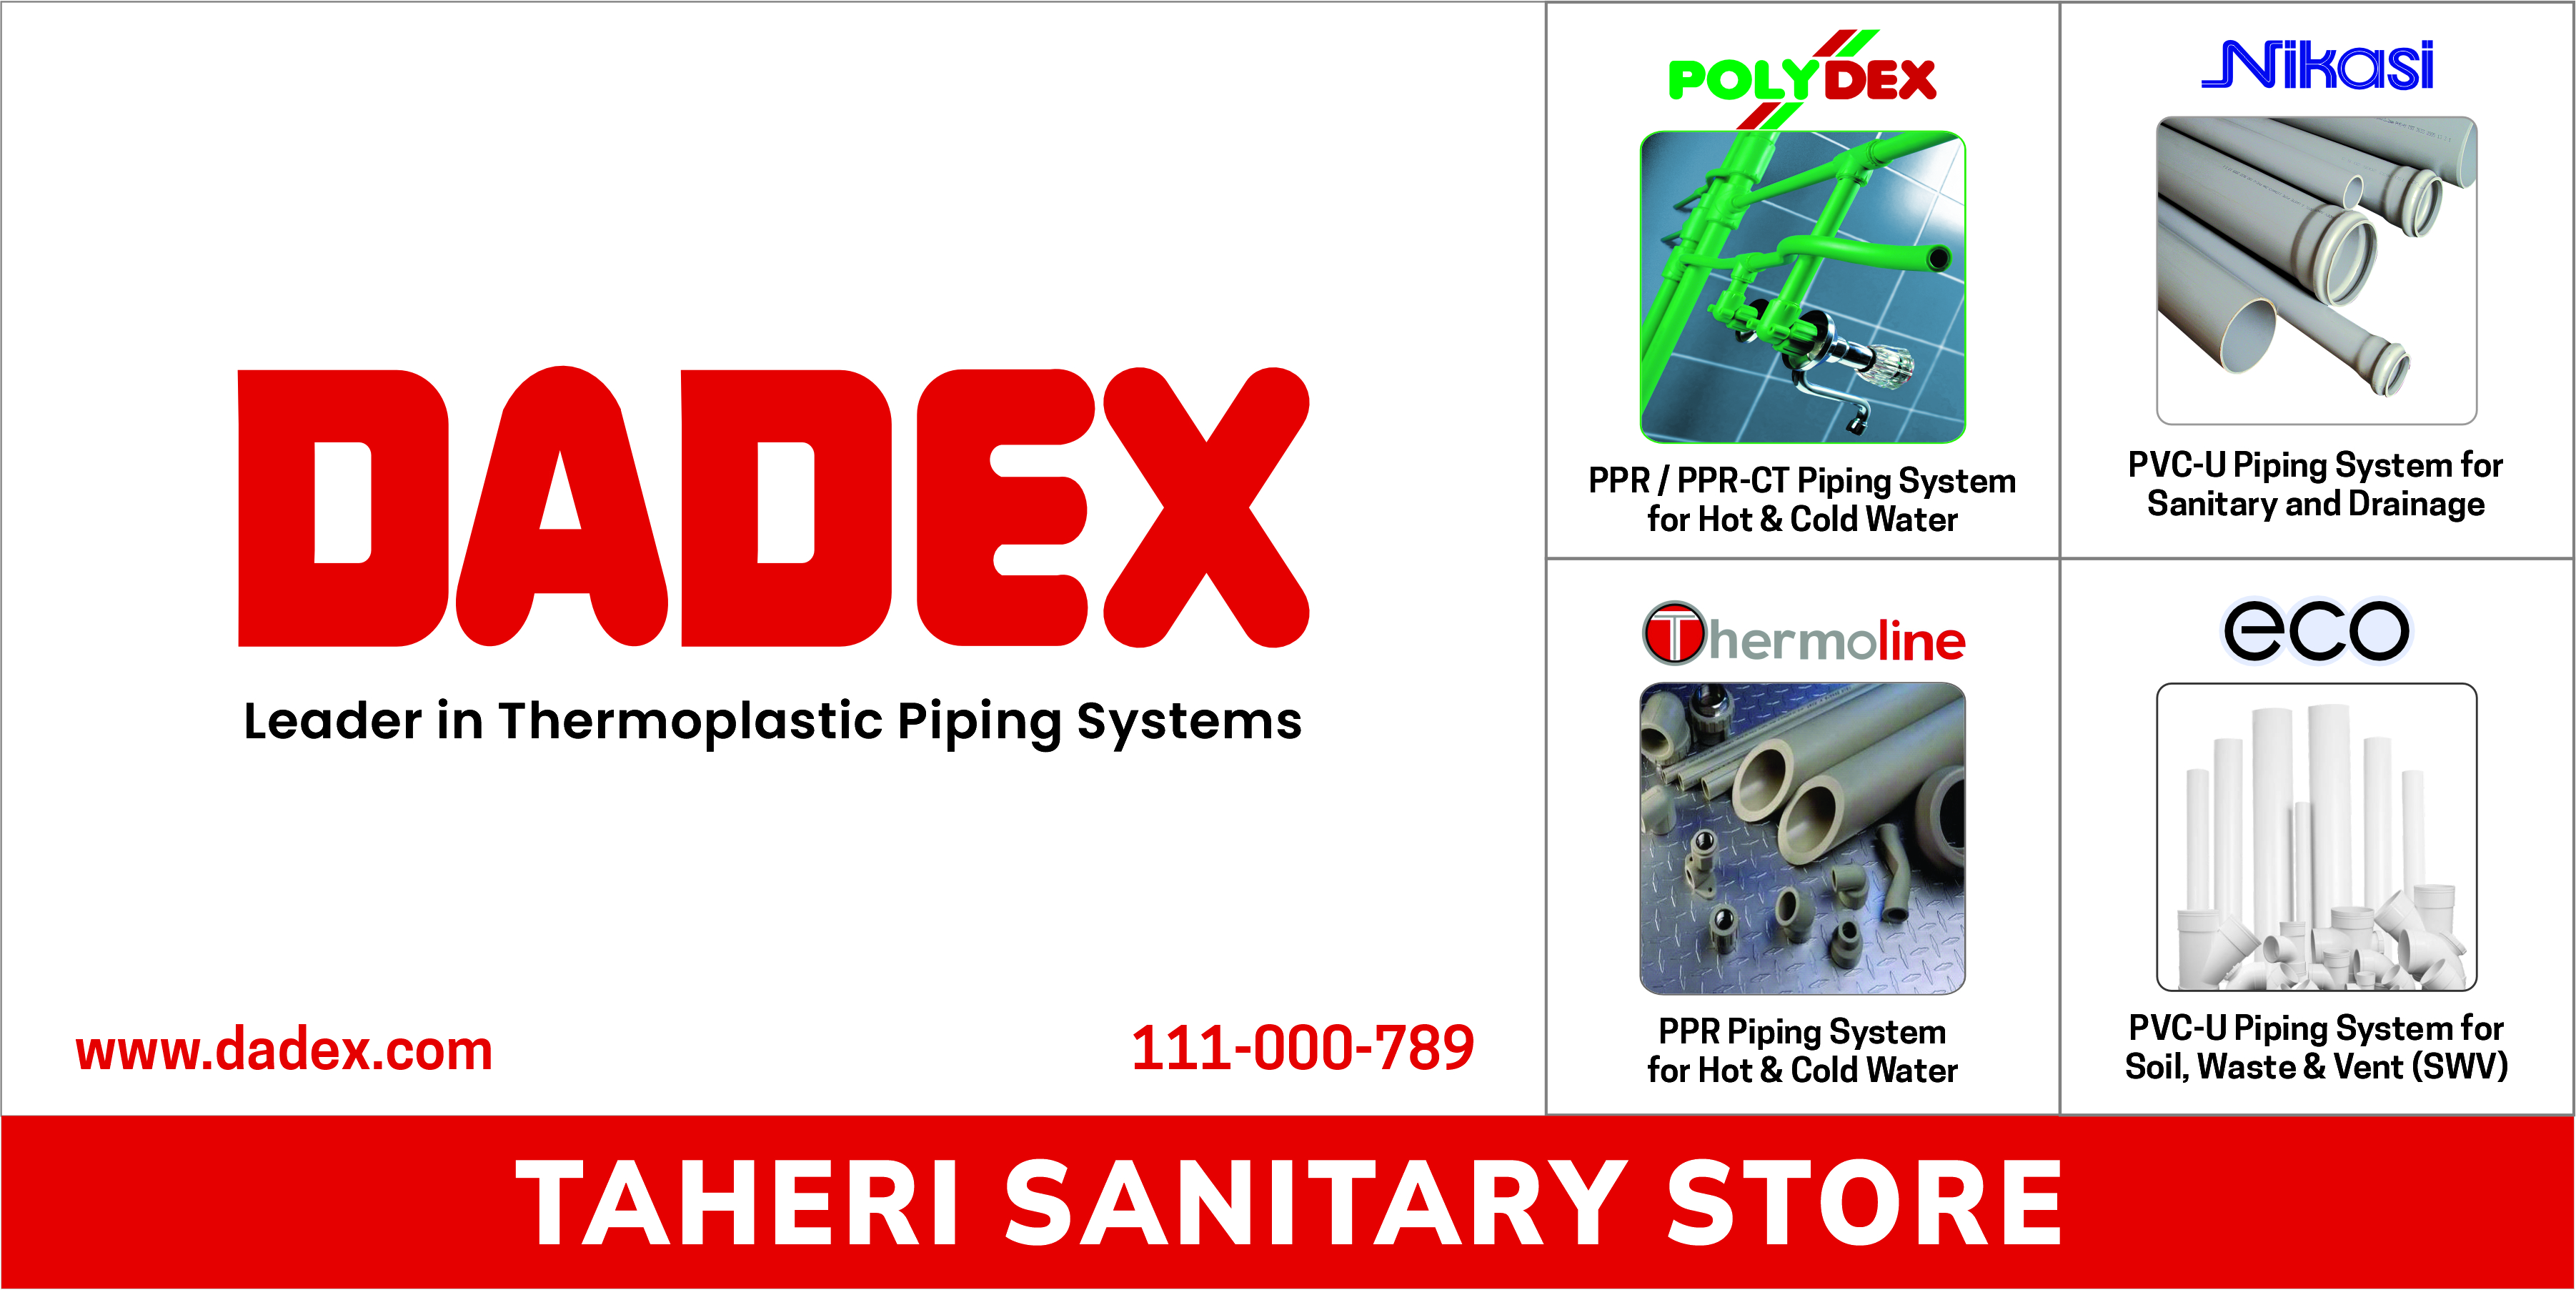 DADEX
Leader in Thermoplastic Piping Systems
www.dadex.com
111-000-789
POLYDEX
PPR / PPR-CT Piping System
for Hot & Cold Water
Nikasi
PVC-U Piping System for
Sanitary and Drainage
Thermoline
PPR Piping System
for Hot & Cold Water
eco
PVC-U Piping System for
Soil, Waste & Vent (SWV)
TAHERI SANITARY STORE